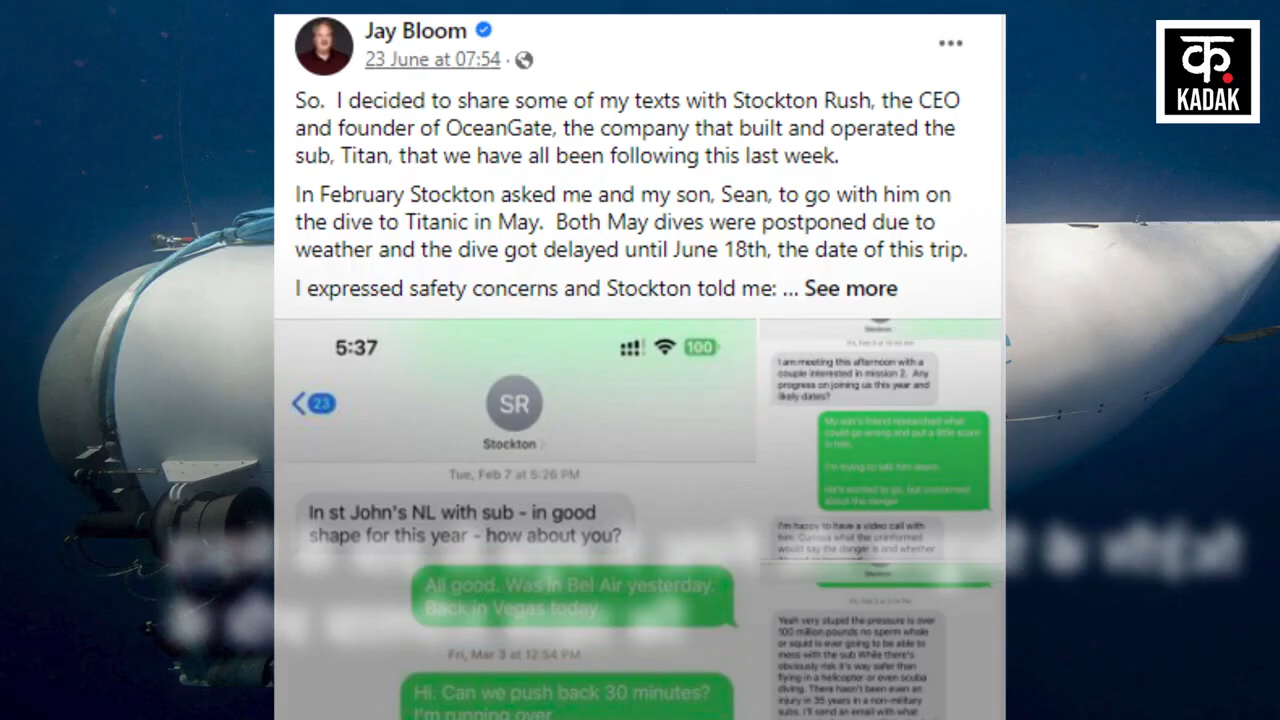 Jay Bloom
23 June at 07:54 ·
So. I decided to share some of my texts with Stockton Rush, the CEO
and founder of OceanGate, the company that built and operated the
sub, Titan, that we have all been following this last week.
In February Stockton asked me and my son, Sean, to go with him on
the dive to Titanic in May. Both May dives were postponed due to
weather and the dive got delayed until June 18th, the date of this trip.
I expressed safety concerns and Stockton told me: ... See more
क.
KADAK
5:37
100
23
SR
Stockton
Tue, Feb 7 at 5:26 PM
In st John's NL with sub - in good
shape for this year - how about you?
All good. Was in Bel Air yesterday.
Back in Vegas today
Fri, Mar 3 at 12:54 PM
Hi. Can we push back 30 minutes?
I'm running over
I am meeting this afternoon with a
couple interested in mission 2. Any
progress on joining us this year and
likely dates?
My son's friend researched what
could go wrong and put a little scare
in him.
I'm trying to talk him down.
He's excited to go, but concerned
about the danger
I'm happy to have a video call with
him. Curious what the uninformed
would say the danger is and whether
Yeah very stupid the pressure is over
100 million pounds no sperm whale
or squid is ever going to be able to
mess with the sub While there's
obviously risk it's way safer than
flying in a helicopter or even scuba
diving. There hasn't been even an
injury in 35 years in a non-military
subs. I'll send an email with what